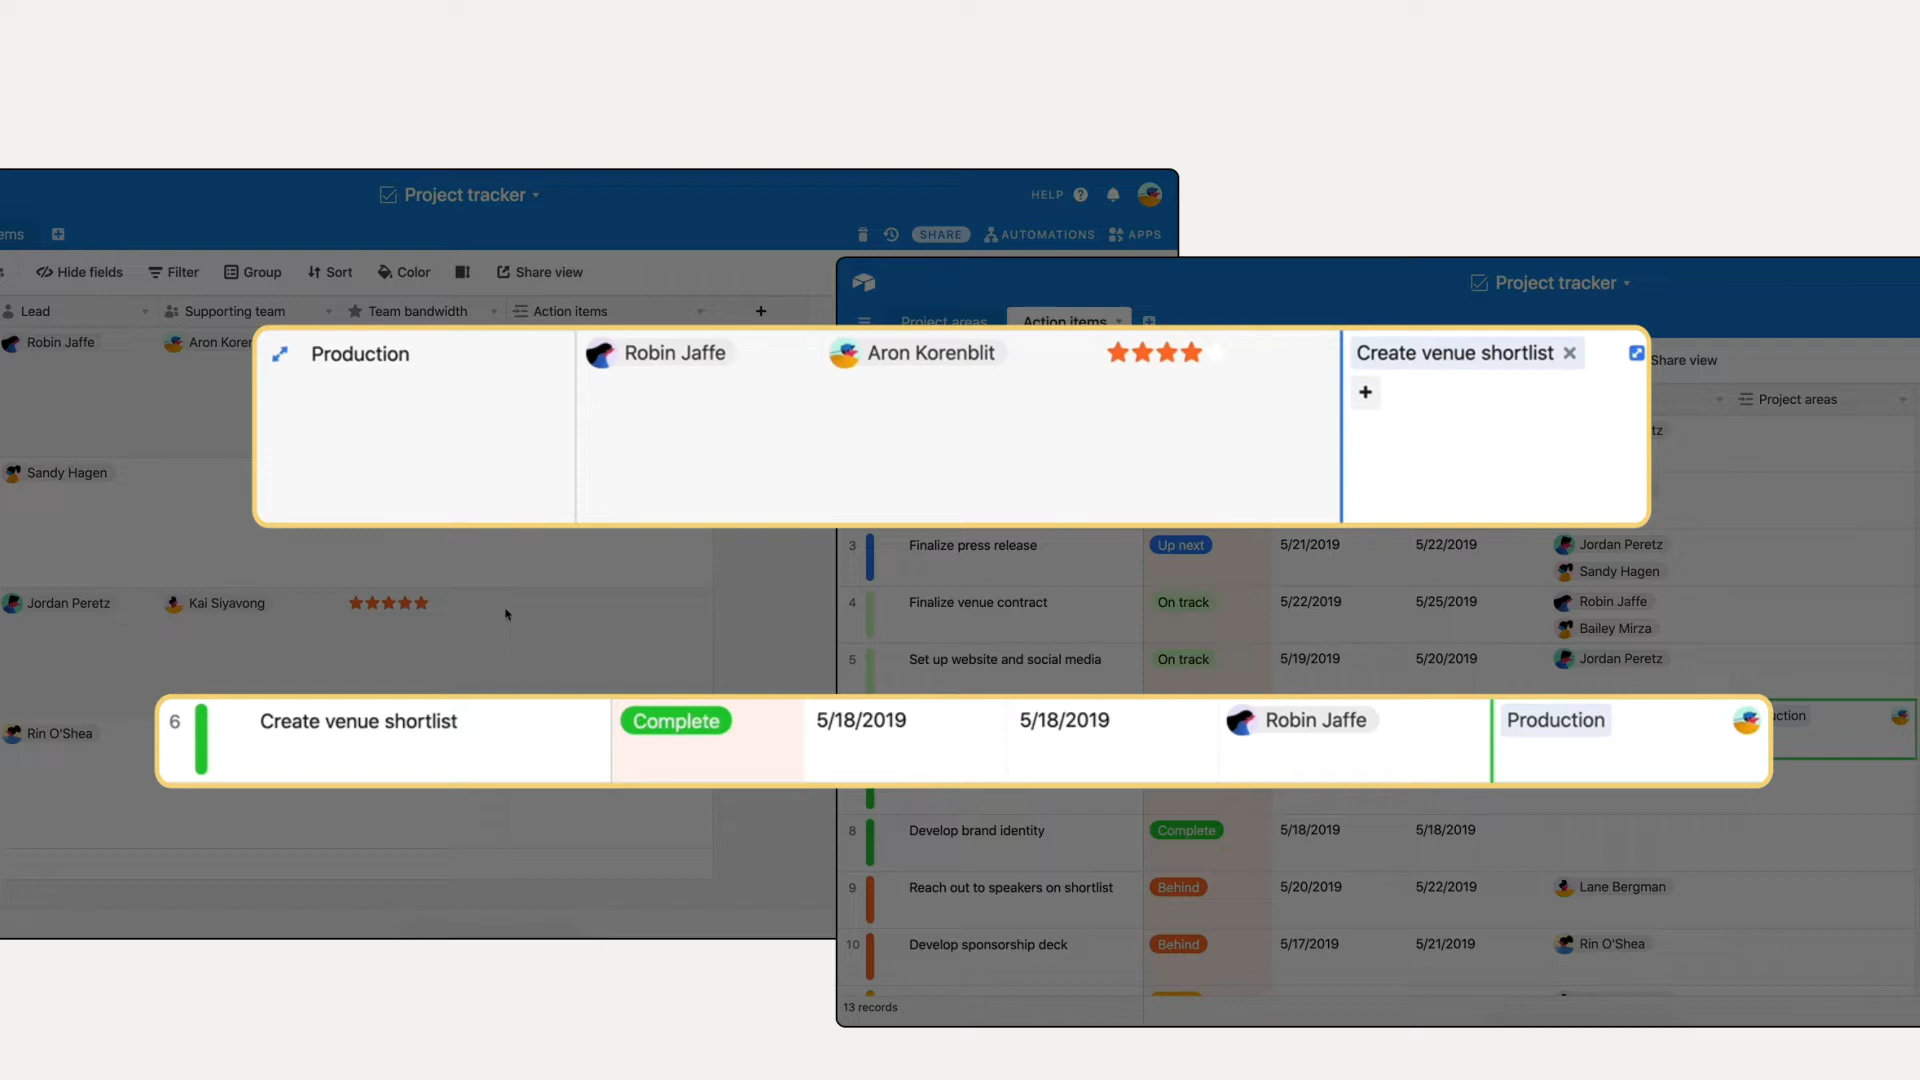 Project tracker
HELP
ems
SHARE AUTOMATIONS APPS
Hide fields Filter Group Sort Color Share view
Lead Supporting team Team bandwidth Action items +
Robin Jaffe
Sandy Hagen
Jordan Peretz Kai Siyavong
Rin O'Shea
Project tracker
Project areas Action items
Share view
Project areas
tz
Production Robin Jaffe Aron Korenblit Create venue shortlist ×
+
3 Finalize press release Up next 5/21/2019 5/22/2019 Jordan Peretz
Sandy Hagen
4 Finalize venue contract On track 5/22/2019 5/25/2019 Robin Jaffe
Bailey Mirza
5 Set up website and social media On track 5/19/2019 5/20/2019 Jordan Peretz
6 Create venue shortlist Complete 5/18/2019 5/18/2019 Robin Jaffe Production
8 Develop brand identity Complete 5/18/2019 5/18/2019
9 Reach out to speakers on shortlist Behind 5/20/2019 5/22/2019 Lane Bergman
10 Develop sponsorship deck Behind 5/17/2019 5/21/2019 Rin O'Shea
13 records